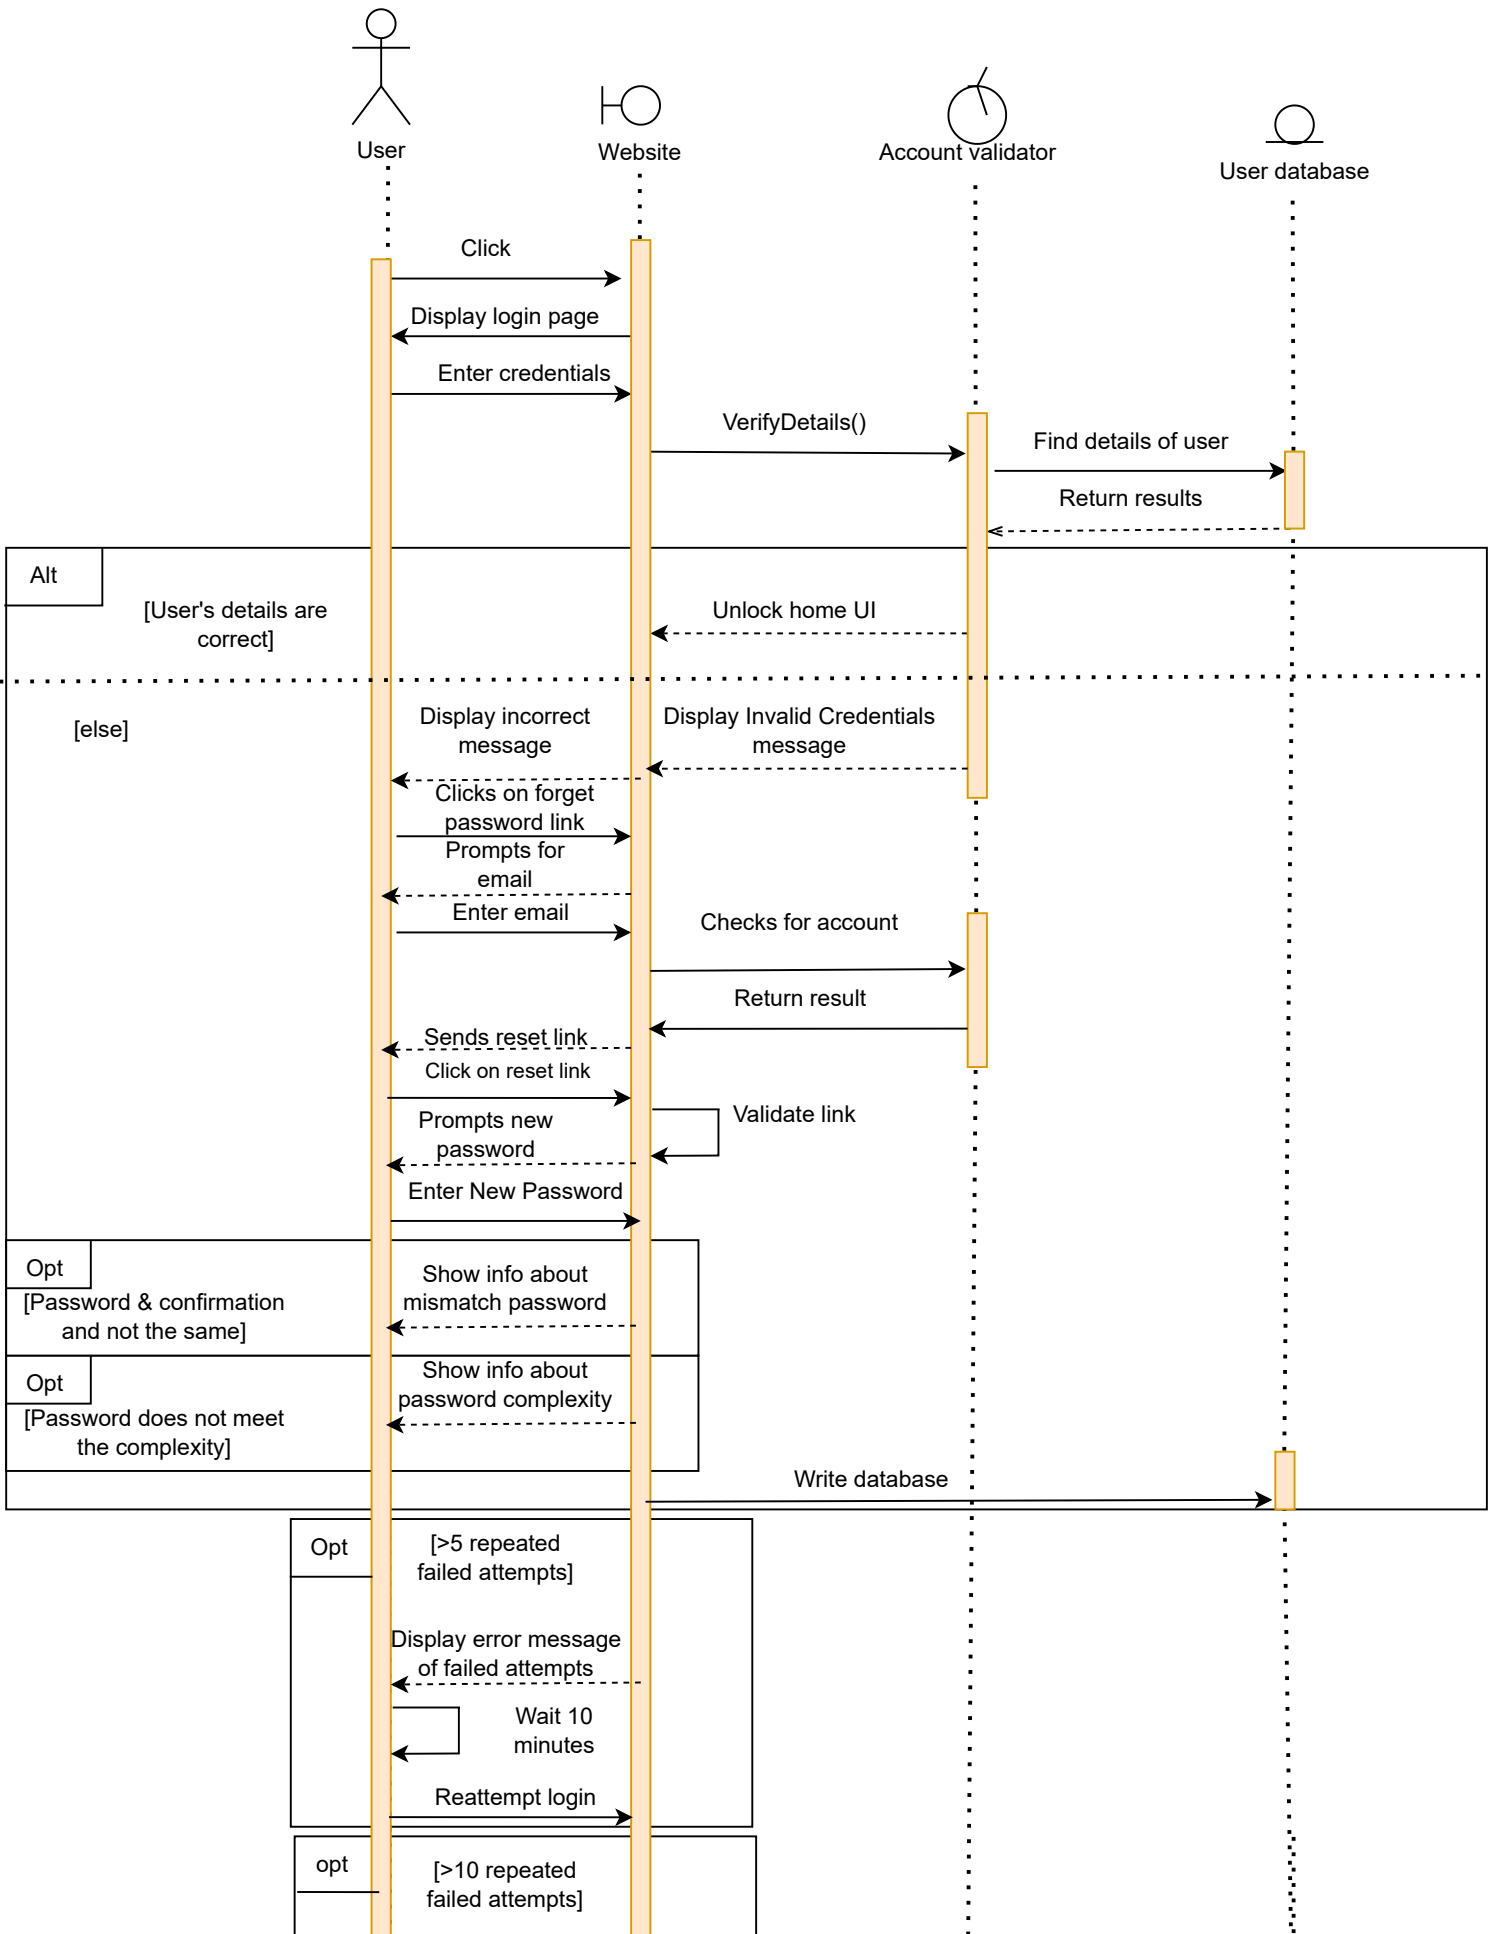 User
Website
Account validator
User database
Click
Display login page
Enter credentials
VerifyDetails()
Find details of user
Return results
Alt
[User's details are
correct]
Unlock home UI
[else]
Display incorrect
message
Display Invalid Credentials
message
Clicks on forget
password link
Prompts for
email
Enter email
Checks for account
Return result
Sends reset link
Click on reset link
Validate link
Prompts new
password
Enter New Password
Opt
[Password & confirmation
and not the same]
Show info about
mismatch password
Opt
[Password does not meet
the complexity]
Show info about
password complexity
Write database
Opt
[>5 repeated
failed attempts]
Display error message
of failed attempts
Wait 10
minutes
Reattempt login
opt
[>10 repeated
failed attempts]